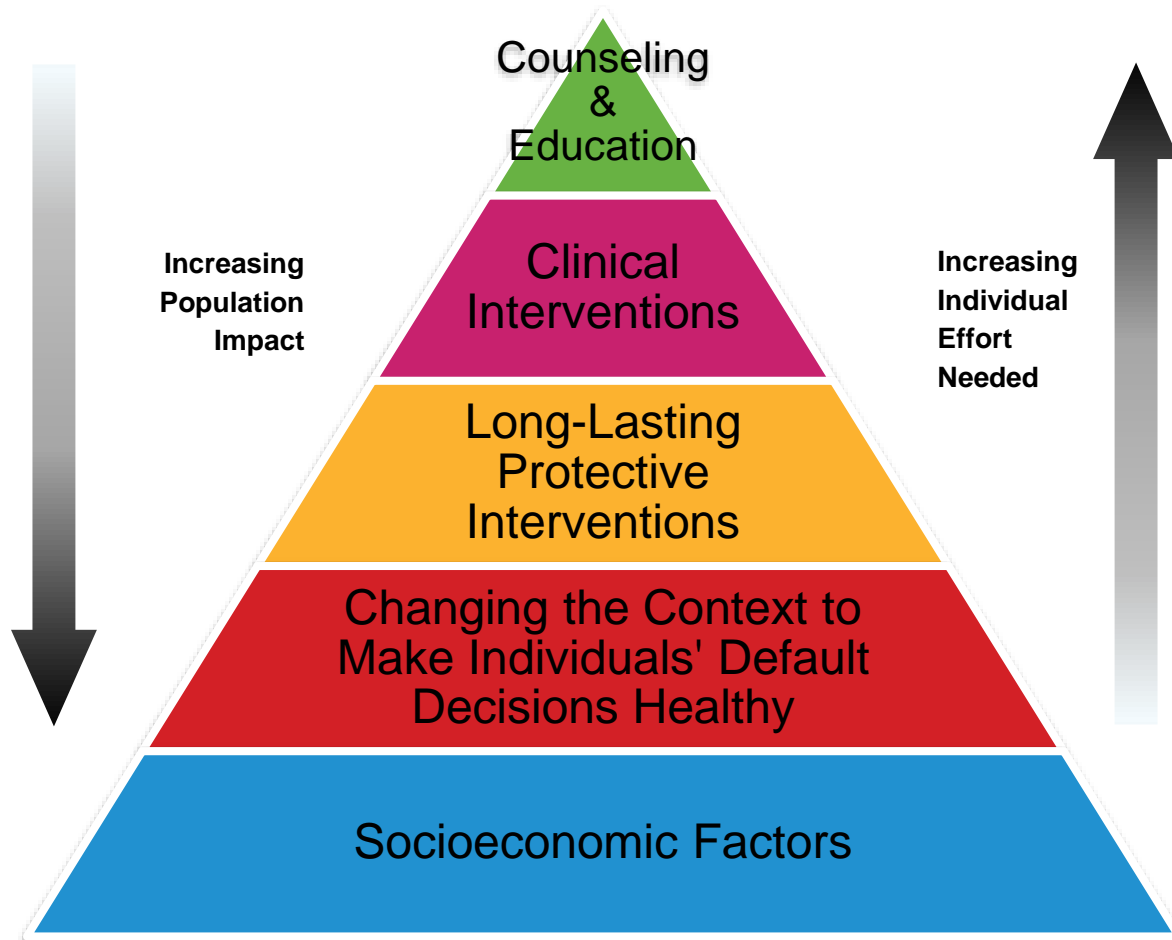 Counseling
&
Education
Clinical
Interventions
Increasing
Population
Impact
Increasing
Individual
Effort
Needed
Long-Lasting
Protective
Interventions
Changing the Context to
Make Individuals' Default
Decisions Healthy
Socioeconomic Factors